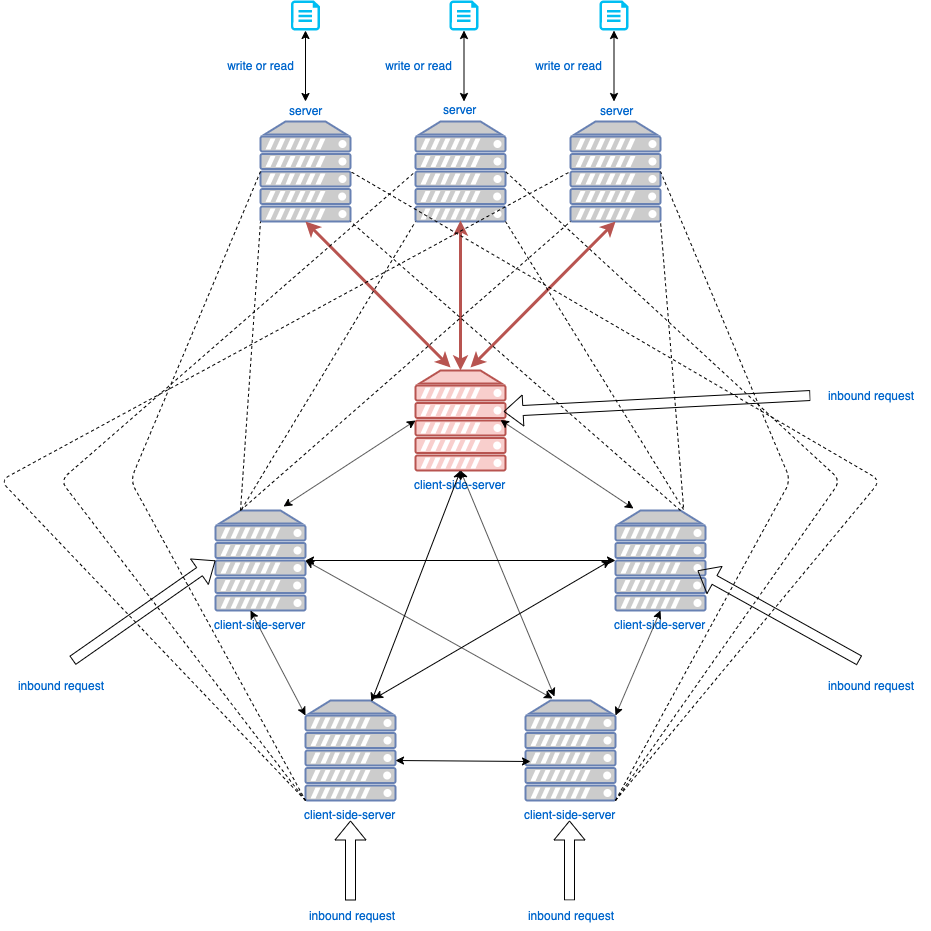 write or read
write or read
write or read
server
server
server
inbound request
client-side-server
client-side-server
client-side-server
inbound request
inbound request
client-side-server
client-side-server
inbound request
inbound request